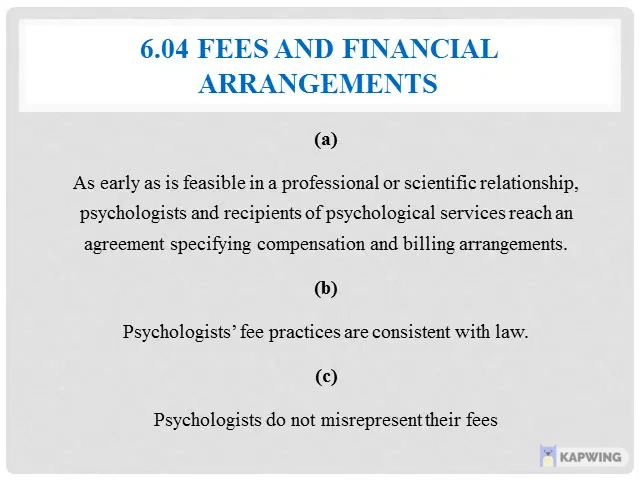 6.04 FEES AND FINANCIAL
ARRANGEMENTS
(a)
As early as is feasible in a professional or scientific relationship,
psychologists and recipients of psychological services reach an
agreement specifying compensation and billing arrangements.
(b)
Psychologists’ fee practices are consistent with law.
(c)
Psychologists do not misrepresent their fees
KAPWING